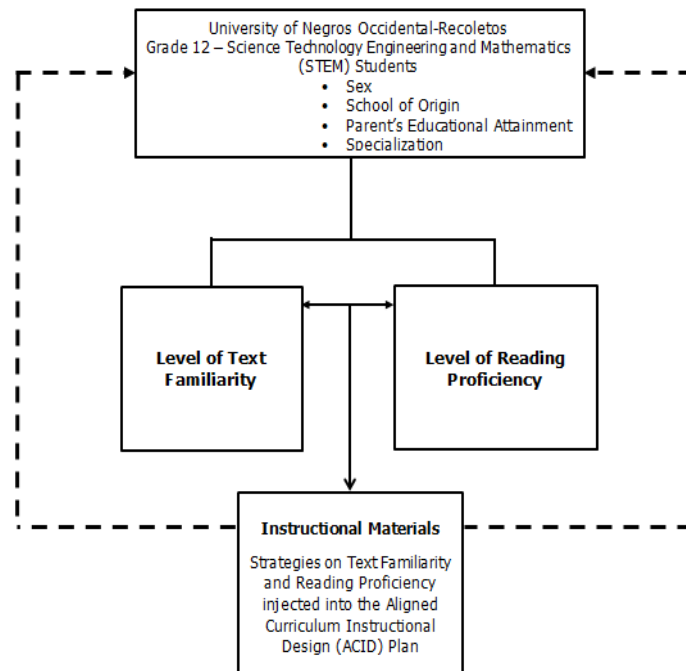 University of Negros Occidental-Recoletos
Grade 12 – Science Technology Engineering and Mathematics
(STEM) Students
• Sex
• School of Origin
• Parent's Educational Attainment
• Specialization
Level of Text
Familiarity
Level of Reading
Proficiency
Instructional Materials
Strategies on Text Familiarity
and Reading Proficiency
injected into the Aligned
Curriculum Instructional
Design (ACID) Plan